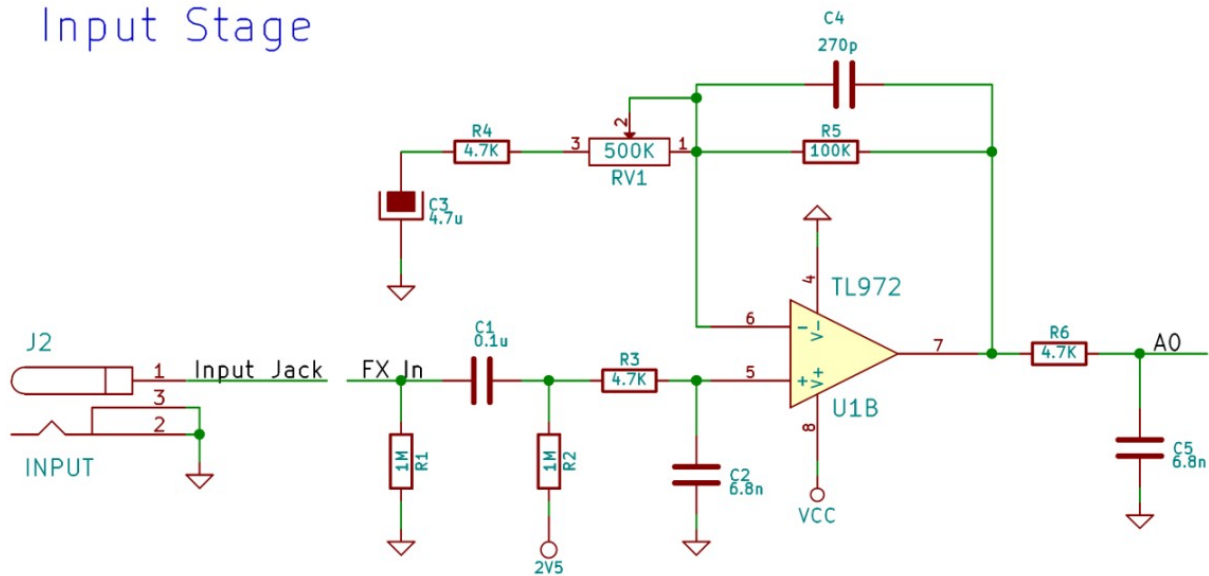 Input Stage
C4
270p
R4
4.7K
3
2
500K
1
RV1
R5
100K
C3
4.7u
4
TL972
J2
1
Input Jack
FX In
C1
0.1u
R3
4.7K
6
-
V-
5
+
V+
7
R6
4.7K
A0
3
2
INPUT
1M
R1
1M
R2
C2
6.8n
8
U1B
VCC
C5
6.8n
2V5